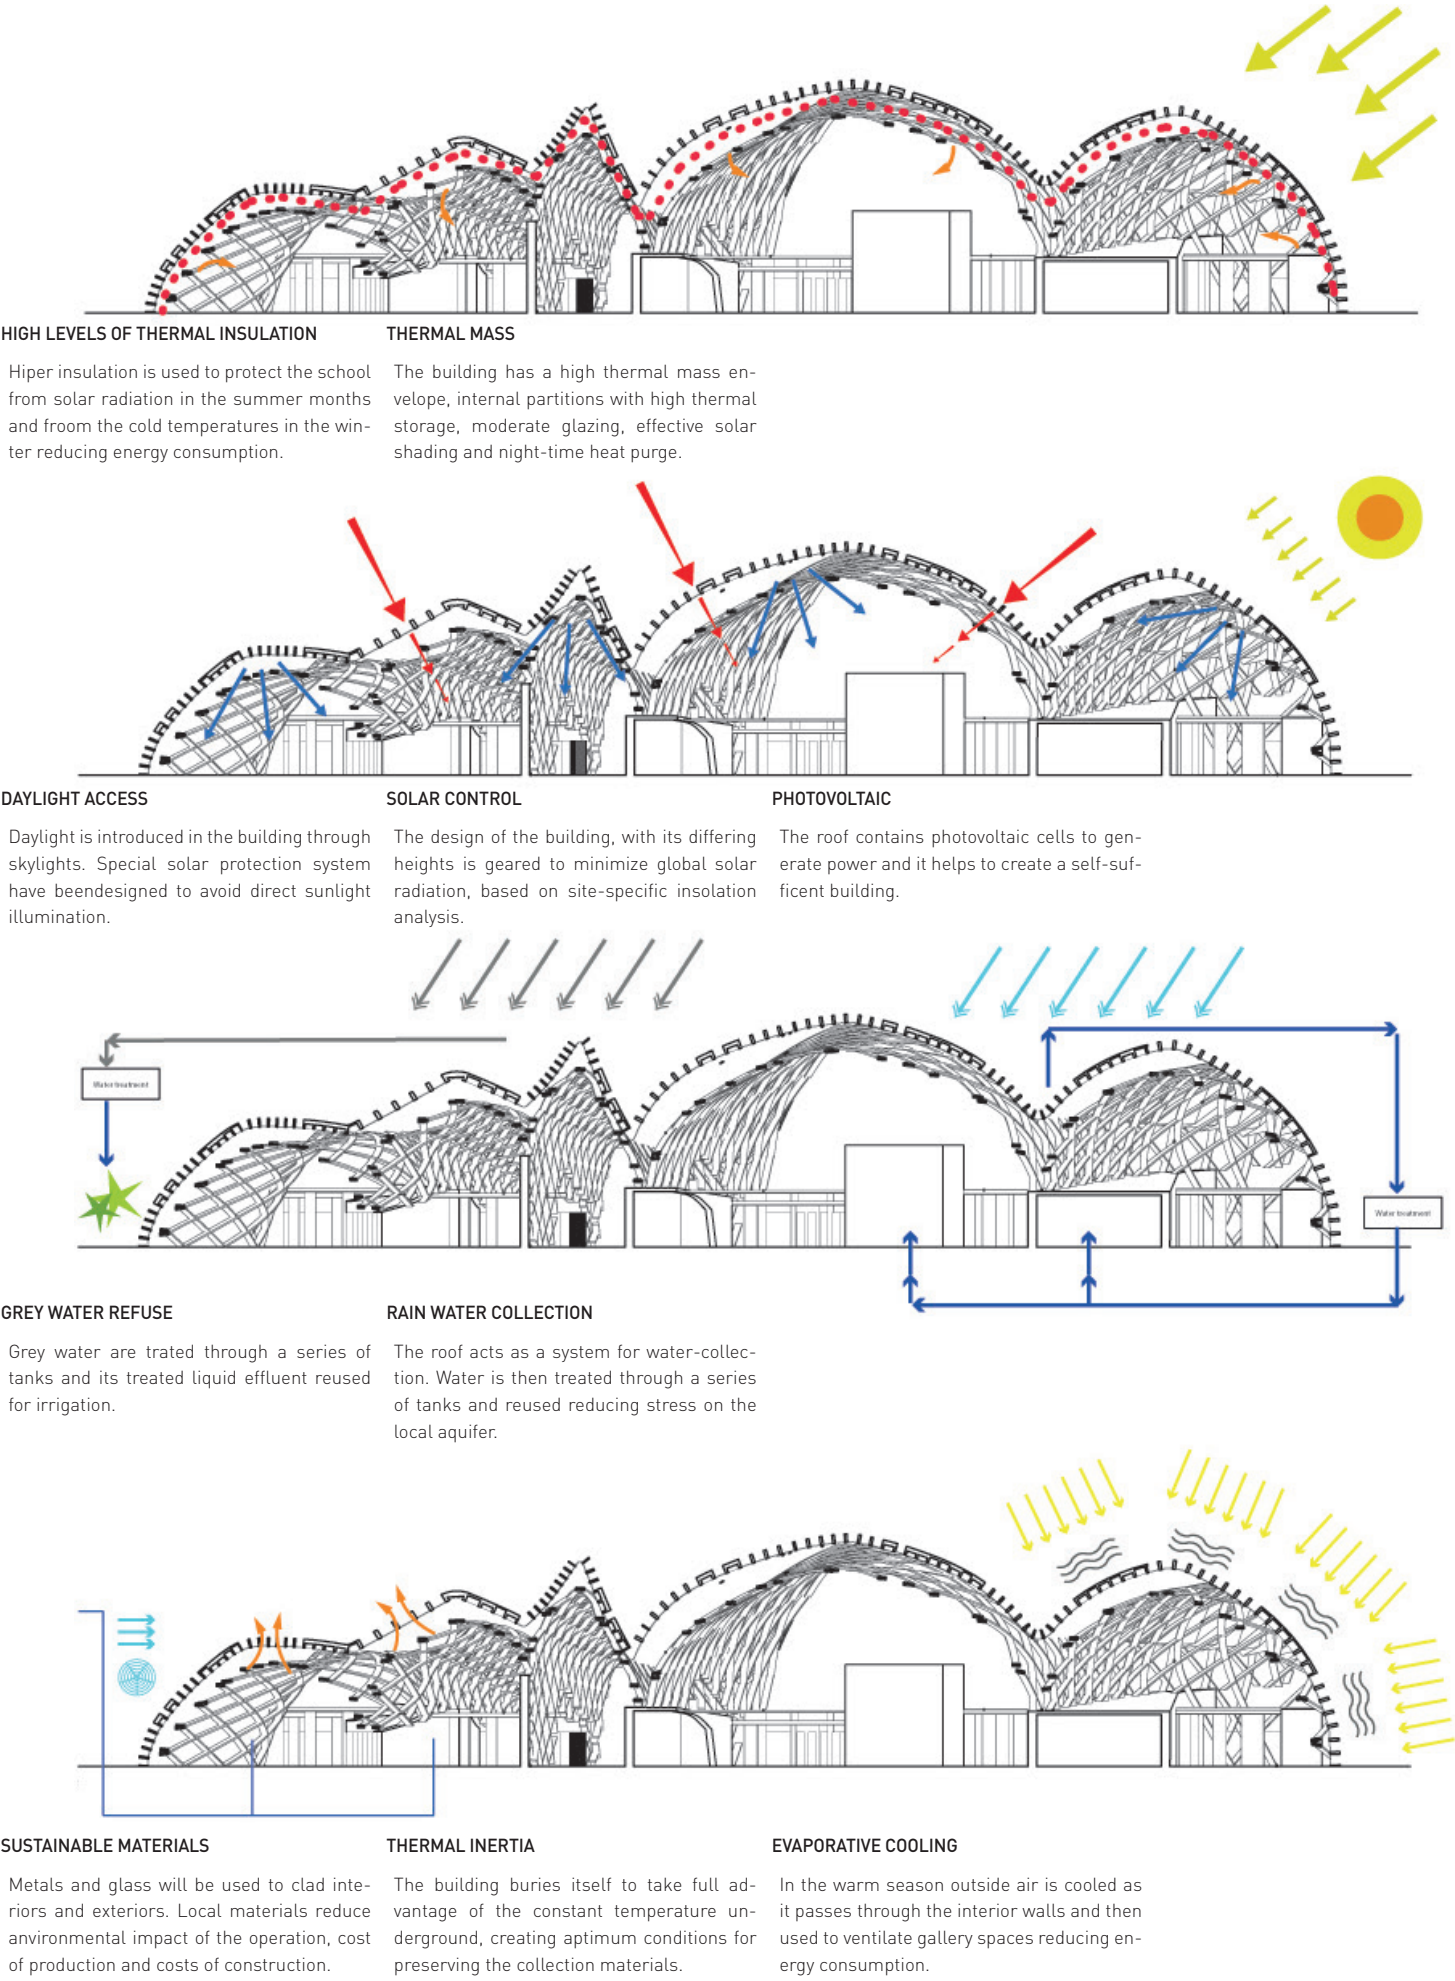 HIGH LEVELS OF THERMAL INSULATION
Hiper insulation is used to protect the school
from solar radiation in the summer months
and froom the cold temperatures in the win-
ter reducing energy consumption.
THERMAL MASS
The building has a high thermal mass en-
velope, internal partitions with high thermal
storage, moderate glazing, effective solar
shading and night-time heat purge.
DAYLIGHT ACCESS
Daylight is introduced in the building through
skylights. Special solar protection system
have beendesigned to avoid direct sunlight
illumination.
SOLAR CONTROL
The design of the building, with its differing
heights is geared to minimize global solar
radiation, based on site-specific insolation
analysis.
PHOTOVOLTAIC
The roof contains photovoltaic cells to gen-
erate power and it helps to create a self-suf-
ficent building.
Water treatment
Water treatment
GREY WATER REFUSE
Grey water are trated through a series of
tanks and its treated liquid effluent reused
for irrigation.
RAIN WATER COLLECTION
The roof acts as a system for water-collec-
tion. Water is then treated through a series
of tanks and reused reducing stress on the
local aquifer.
SUSTAINABLE MATERIALS
Metals and glass will be used to clad inte-
riors and exteriors. Local materials reduce
anvironmental impact of the operation, cost
of production and costs of construction.
THERMAL INERTIA
The building buries itself to take full ad-
vantage of the constant temperature un-
derground, creating aptimum conditions for
preserving the collection materials.
EVAPORATIVE COOLING
In the warm season outside air is cooled as
it passes through the interior walls and then
used to ventilate gallery spaces reducing en-
ergy consumption.